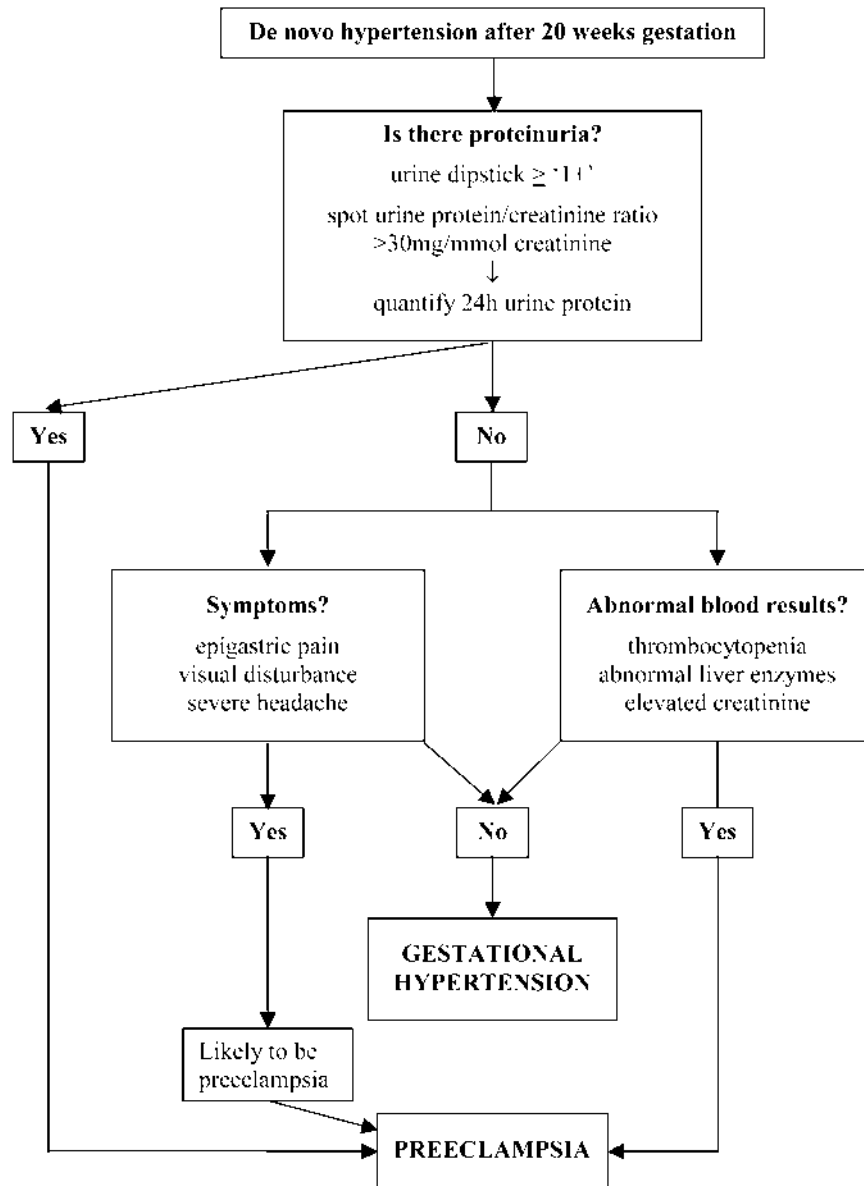 De novo hypertension after 20 weeks gestation
Is there proteinuria?
urine dipstick ≥ '1+'
spot urine protein/creatinine ratio
>30mg/mmol creatinine
↓
quantify 24h urine protein
Yes
No
Symptoms?
epigastric pain
visual disturbance
severe headache
Abnormal blood results?
thrombocytopenia
abnormal liver enzymes
elevated creatinine
Yes
No
Yes
GESTATIONAL
HYPERTENSION
Likely to be
preeclampsia
PREECLAMPSIA